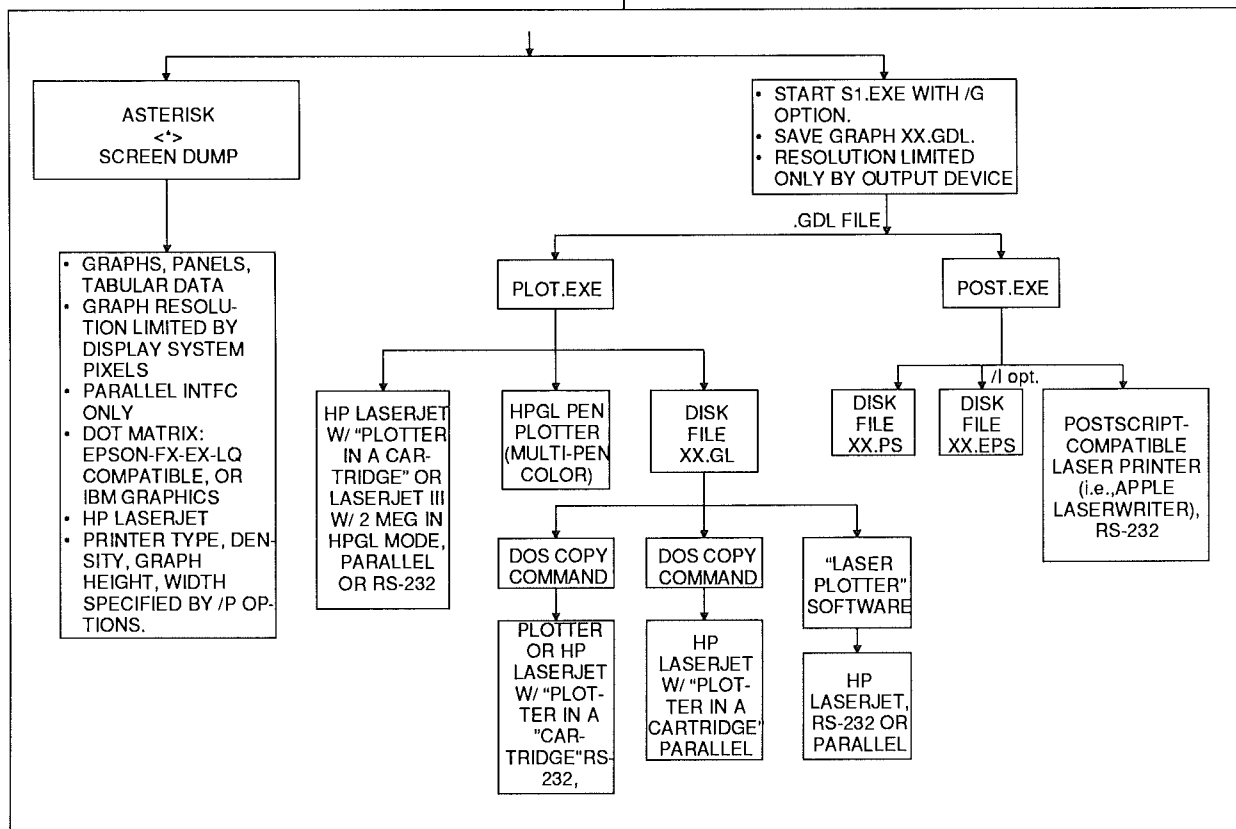 ASTERISK
<*>
SCREEN DUMP
• START S1.EXE WITH /G
OPTION.
• SAVE GRAPH XX.GDL.
• RESOLUTION LIMITED
ONLY BY OUTPUT DEVICE
.GDL FILE
• GRAPHS, PANELS,
TABULAR DATA
• GRAPH RESOLU-
TION LIMITED BY
DISPLAY SYSTEM
PIXELS
• PARALLEL INTFC
ONLY
• DOT MATRIX:
EPSON-FX-EX-LQ
COMPATIBLE, OR
IBM GRAPHICS
• HP LASERJET
• PRINTER TYPE, DEN-
SITY, GRAPH
HEIGHT, WIDTH
SPECIFIED BY /P OP-
TIONS.
PLOT.EXE
POST.EXE
/I opt.
HP LASERJET
W/ "PLOTTER
IN A CAR-
TRIDGE" OR
LASERJET III
W/ 2 MEG IN
HPGL MODE,
PARALLEL
OR RS-232
HPGL PEN
PLOTTER
(MULTI-PEN
COLOR)
DISK
FILE
XX.GL
DISK
FILE
XX.PS
DISK
FILE
XX.EPS
POSTSCRIPT-
COMPATIBLE
LASER PRINTER
(i.e.,APPLE
LASERWRITER),
RS-232
DOS COPY
COMMAND
DOS COPY
COMMAND
"LASER
PLOTTER"
SOFTWARE
PLOTTER
OR HP
LASERJET
W/ "PLOT-
TER IN A
"CAR-
TRIDGE"RS-
232,
HP
LASERJET
W/ "PLOT-
TER IN A
CARTRIDGE"
PARALLEL
HP
LASERJET,
RS-232 OR
PARALLEL